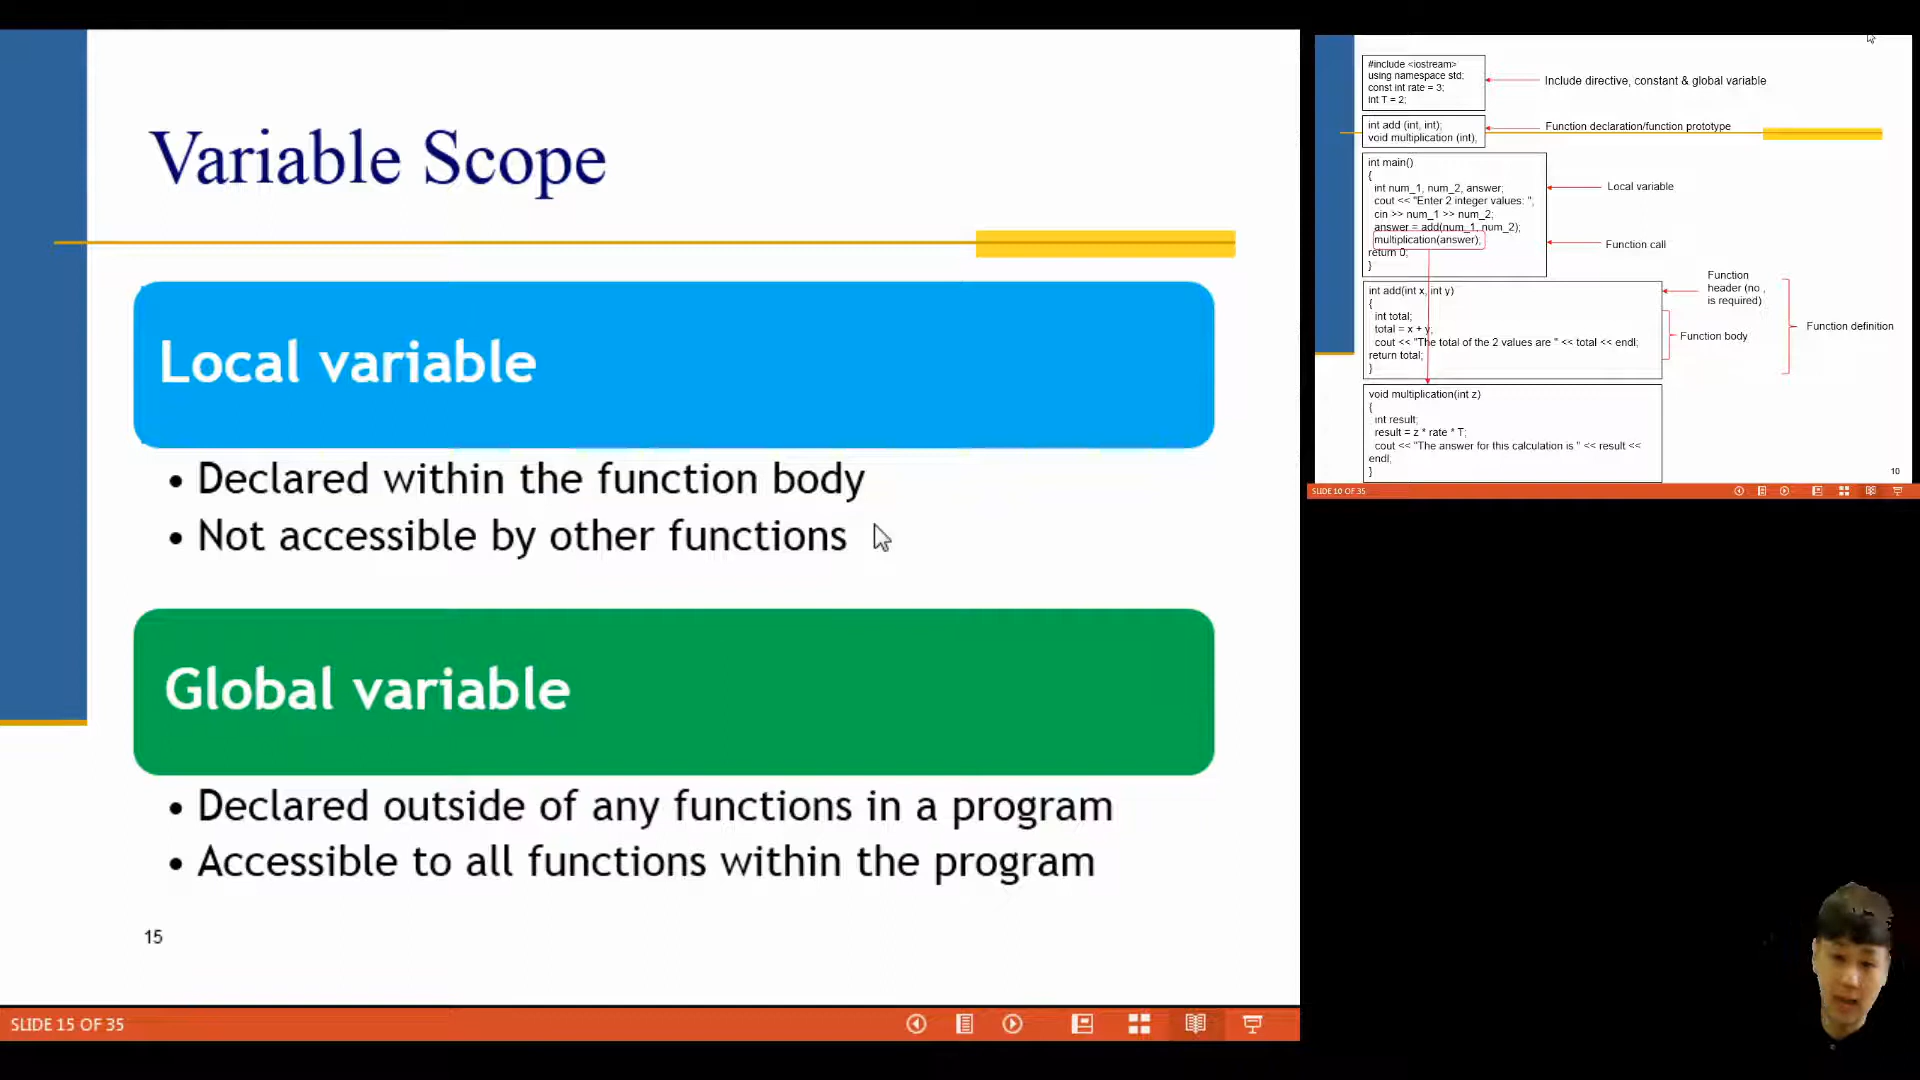 Variable Scope
Local variable
• Declared within the function body
• Not accessible by other functions
Global variable
• Declared outside of any functions in a program
• Accessible to all functions within the program
15
SLIDE 15 OF 35
#include <iostream>
using namespace std;
const int rate = 3;
int T = 2;
Include directive, constant & global variable
int add (int, int);
void multiplication (int);
Function declaration/function prototype
int main()
{
int num_1, num_2, answer;
cout << "Enter 2 integer values: ";
cin >> num_1 >> num_2;
answer = add(num_1, num_2);
multiplication(answer);
return 0;
}
Local variable
Function call
int add(int x, int y)
{
int total;
total = x + y;
cout << "The total of the 2 values are " << total << endl;
return total;
}
Function
header (no ,
is required)
Function body
Function definition
void multiplication(int z)
{
int result;
result = z * rate * T;
cout << "The answer for this calculation is " << result <<
endl;
}
10
SLIDE 10 OF 35